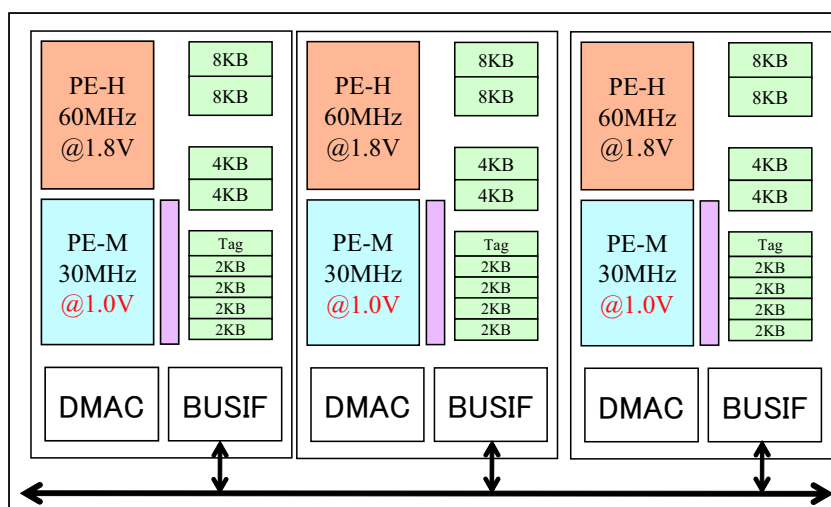 PE-H
60MHz
@1.8V
8KB
8KB
4KB
4KB
PE-M
30MHz
@1.0V
Tag
2KB
2KB
2KB
2KB
DMAC
BUSIF
PE-H
60MHz
@1.8V
8KB
8KB
4KB
4KB
PE-M
30MHz
@1.0V
Tag
2KB
2KB
2KB
2KB
DMAC
BUSIF
PE-H
60MHz
@1.8V
8KB
8KB
4KB
4KB
PE-M
30MHz
@1.0V
Tag
2KB
2KB
2KB
2KB
DMAC
BUSIF